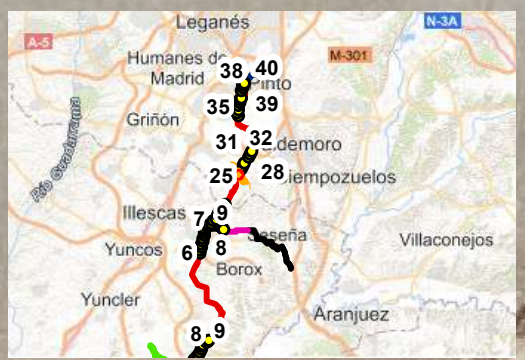 Leganés
N-3A
A-5
Humanes de
Madrid
M-301
38
40
Pinto
35
39
Griñón
Río Guadarrama
31
32
demoro
25
28
iempozuelos
Illescas
7
9
8
Seseña
Villaconejos
Yuncos
6
Borox
Yuncler
Aranjuez
8
9